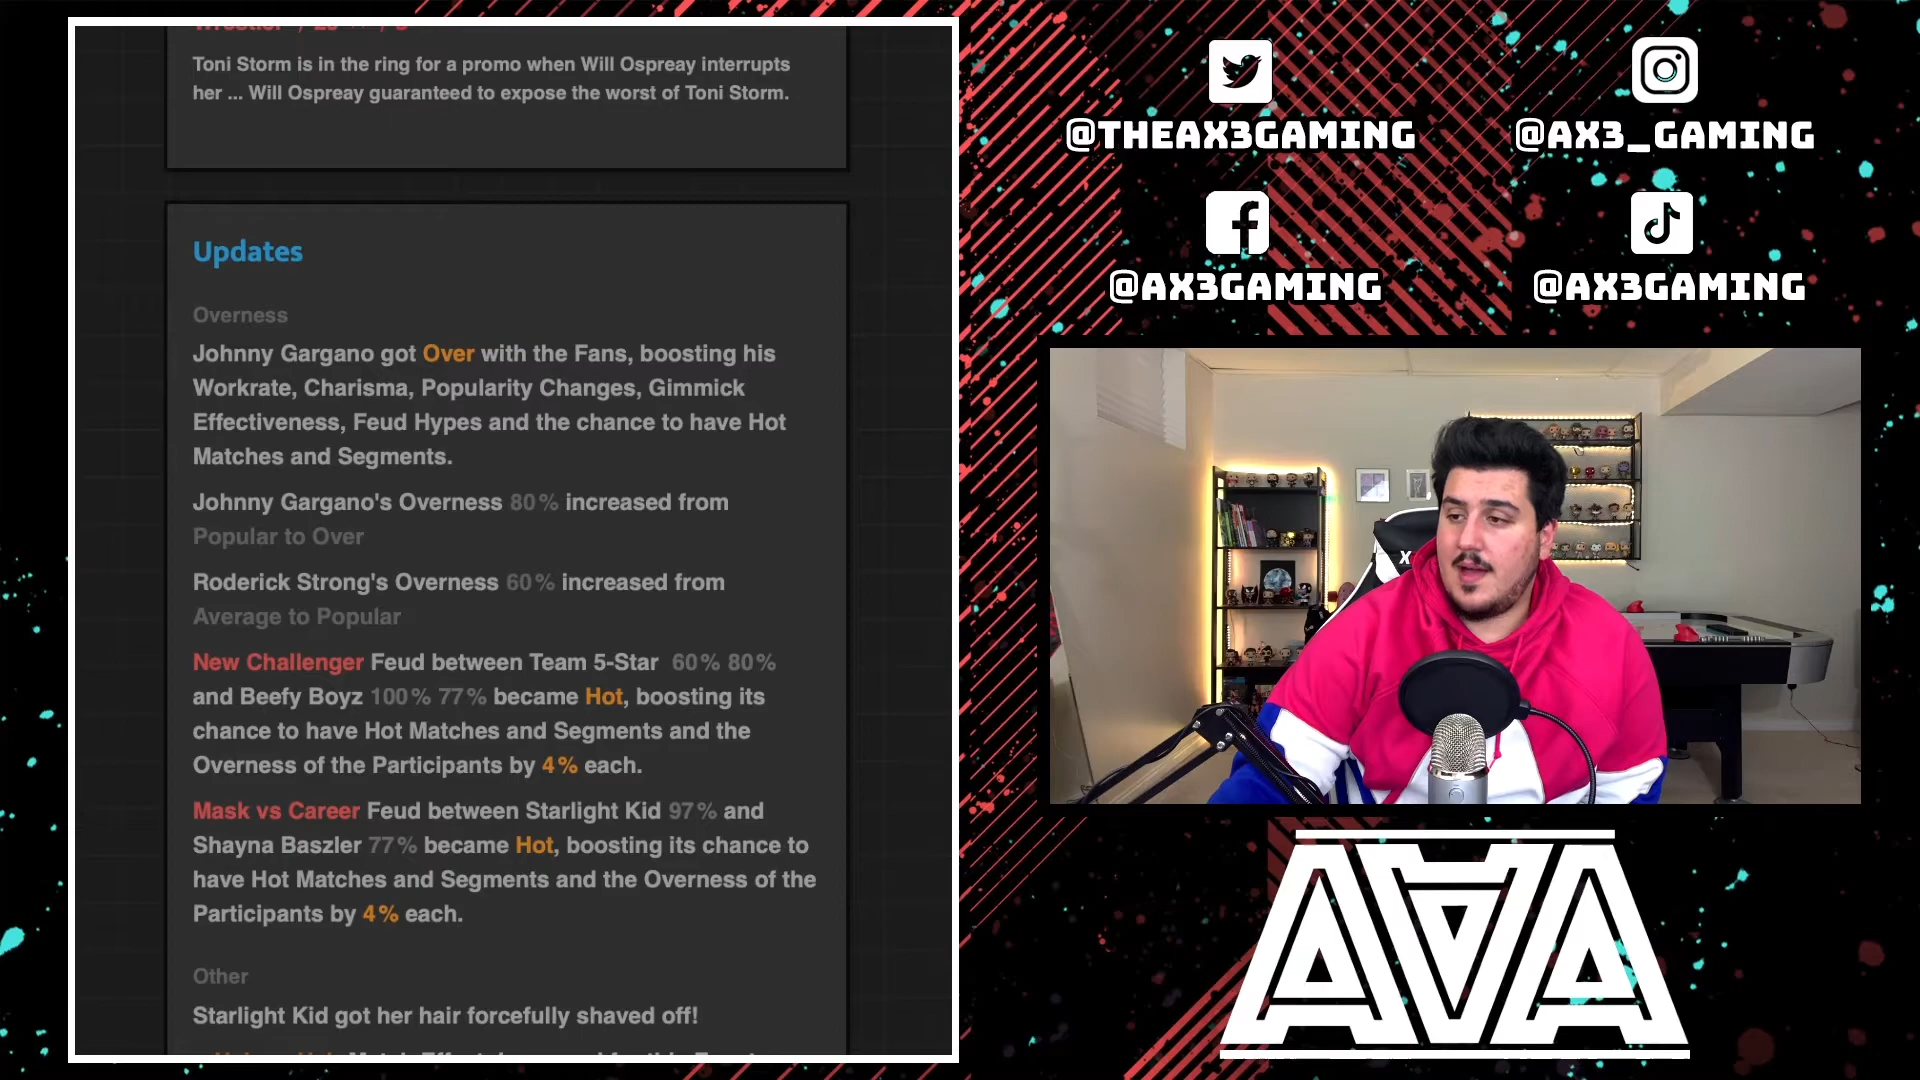 Toni Storm is in the ring for a promo when Will Ospreay interrupts
her ... Will Ospreay guaranteed to expose the worst of Toni Storm.
Updates
Overness
Johnny Gargano got Over with the Fans, boosting his
Workrate, Charisma, Popularity Changes, Gimmick
Effectiveness, Feud Hypes and the chance to have Hot
Matches and Segments.
Johnny Gargano's Overness 80% increased from
Popular to Over
Roderick Strong's Overness 60% increased from
Average to Popular
New Challenger Feud between Team 5-Star 60% 80%
and Beefy Boyz 100% 77% became Hot, boosting its
chance to have Hot Matches and Segments and the
Overness of the Participants by 4% each.
Mask vs Career Feud between Starlight Kid 97% and
Shayna Baszler 77% became Hot, boosting its chance to
have Hot Matches and Segments and the Overness of the
Participants by 4% each.
Other
Starlight Kid got her hair forcefully shaved off!
@THEAX3GAMING
@AX3_GAMING
@AX3GAMING
@AX3GAMING
X